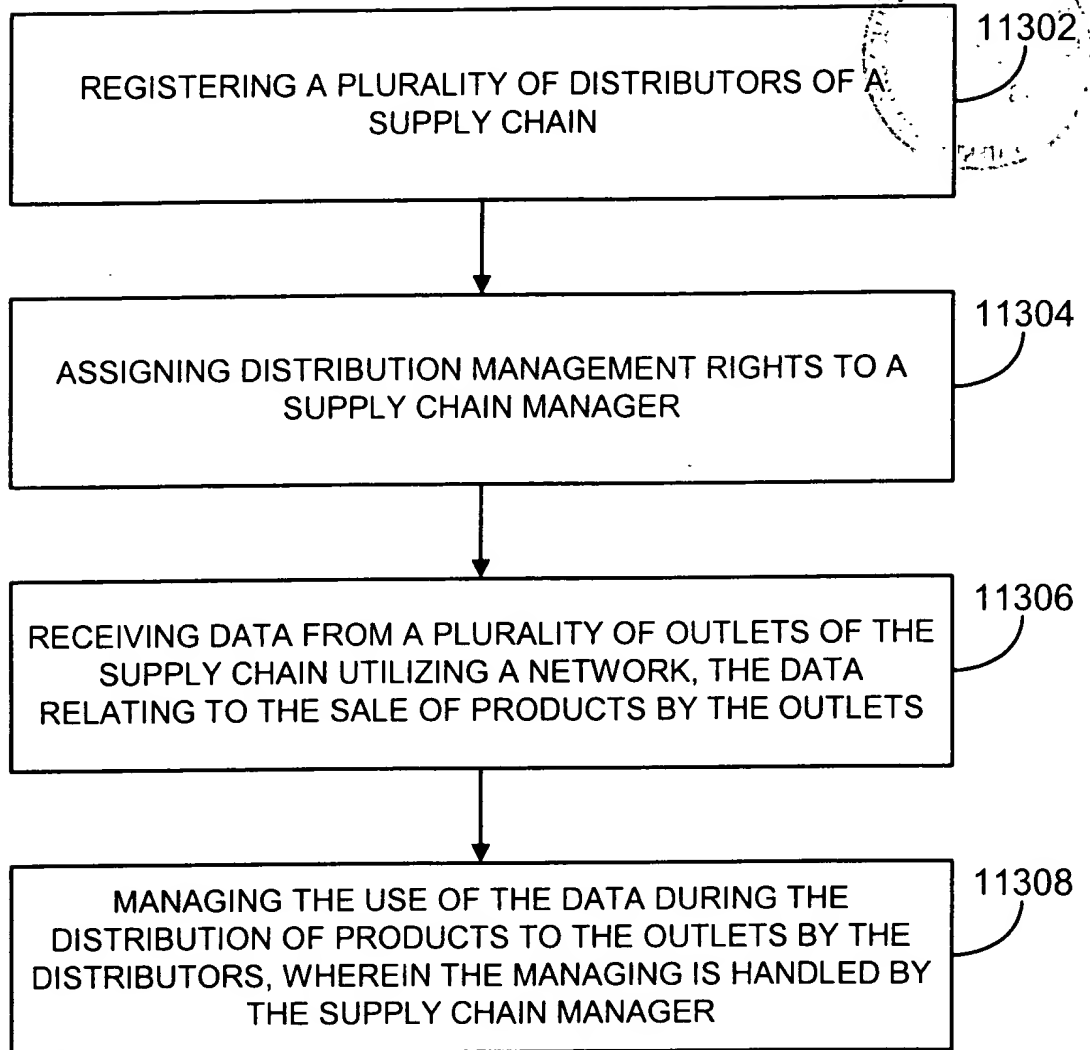 11302
REGISTERING A PLURALITY OF DISTRIBUTORS OF A
SUPPLY CHAIN
11304
ASSIGNING DISTRIBUTION MANAGEMENT RIGHTS TO A
SUPPLY CHAIN MANAGER
11306
RECEIVING DATA FROM A PLURALITY OF OUTLETS OF THE
SUPPLY CHAIN UTILIZING A NETWORK, THE DATA
RELATING TO THE SALE OF PRODUCTS BY THE OUTLETS
11308
MANAGING THE USE OF THE DATA DURING THE
DISTRIBUTION OF PRODUCTS TO THE OUTLETS BY THE
DISTRIBUTORS, WHEREIN THE MANAGING IS HANDLED BY
THE SUPPLY CHAIN MANAGER